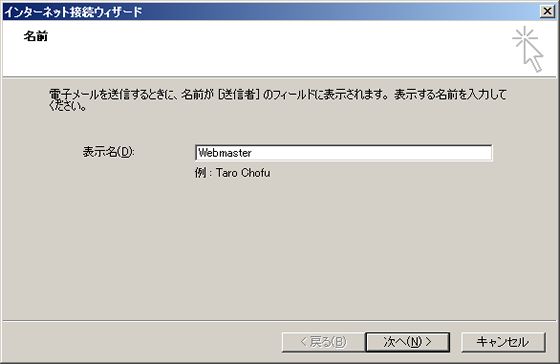 インターネット接続ウィザード
名前
電子メールを送信するときに、名前が [送信者] のフィールドに表示されます。表示する名前を入力して
ください。
表示名(D):
Webmaster
例 : Taro Chofu
< 戻る(B)
次へ(N) >
キャンセル